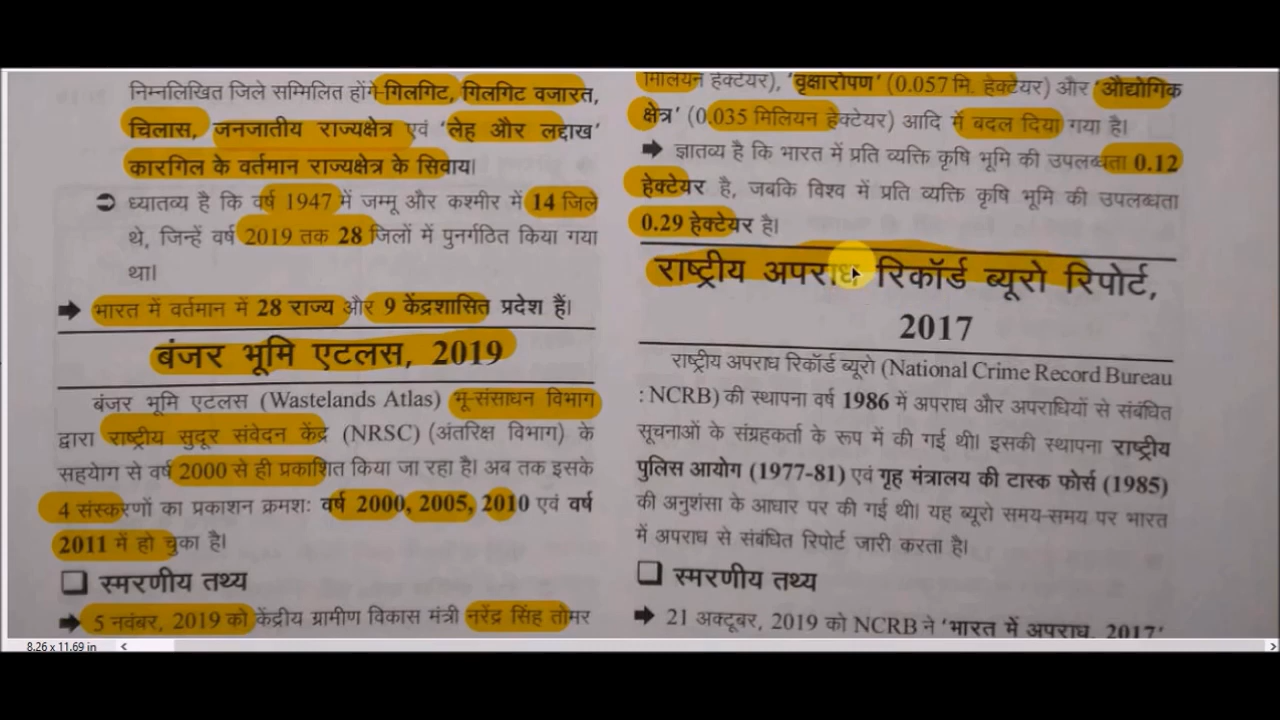 निम्नलिखित जिले सम्मिलित होंगे-गिलगिट, गिलगिट वजारत,
चिलास, जनजातीय राज्यक्षेत्र एवं 'लेह और लद्दाख'
कारगिल के वर्तमान राज्यक्षेत्र के सिवाय।
ध्यातव्य है कि वर्ष 1947 में जम्मू और कश्मीर में 14 जिले
थे, जिन्हें वर्ष 2019 तक 28 जिलों में पुनर्गठित किया गया
था।
भारत में वर्तमान में 28 राज्य और 9 केंद्रशासित प्रदेश हैं।
बंजर भूमि एटलस, 2019
बंजर भूमि एटलस (Wastelands Atlas) भू-संसाधन विभाग
द्वारा राष्ट्रीय सुदूर संवेदन केंद्र (NRSC) (अंतरिक्ष विभाग) के
सहयोग से वर्ष 2000 से ही प्रकाशित किया जा रहा है। अब तक इसके
4 संस्करणों का प्रकाशन क्रमशः वर्ष 2000, 2005, 2010 एवं वर्ष
2011 में हो चुका है।
स्मरणीय तथ्य
5 नवंबर, 2019 को केंद्रीय ग्रामीण विकास मंत्री नरेंद्र सिंह तोमर
मिलियन हेक्टेयर), 'वृक्षारोपण' (0.057 मि. हेक्टेयर) और 'औद्योगिक
क्षेत्र' (0.035 मिलियन हेक्टेयर) आदि में बदल दिया गया है।
ज्ञातव्य है कि भारत में प्रति व्यक्ति कृषि भूमि की उपलब्धता 0.12
हेक्टेयर है, जबकि विश्व में प्रति व्यक्ति कृषि भूमि की उपलब्धता
0.29 हेक्टेयर है।
राष्ट्रीय अपराध रिकॉर्ड ब्यूरो रिपोर्ट,
2017
राष्ट्रीय अपराध रिकॉर्ड ब्यूरो (National Crime Record Bureau
: NCRB) की स्थापना वर्ष 1986 में अपराध और अपराधियों से संबंधित
सूचनाओं के संग्रहकर्ता के रूप में की गई थी। इसकी स्थापना राष्ट्रीय
पुलिस आयोग (1977-81) एवं गृह मंत्रालय की टास्क फोर्स (1985)
की अनुशंसा के आधार पर की गई थी। यह ब्यूरो समय-समय पर भारत
में अपराध से संबंधित रिपोर्ट जारी करता है।
स्मरणीय तथ्य
21 अक्टूबर, 2019 को NCRB ने 'भारत में अपराध, 2017'
8.26 x 11.69 in